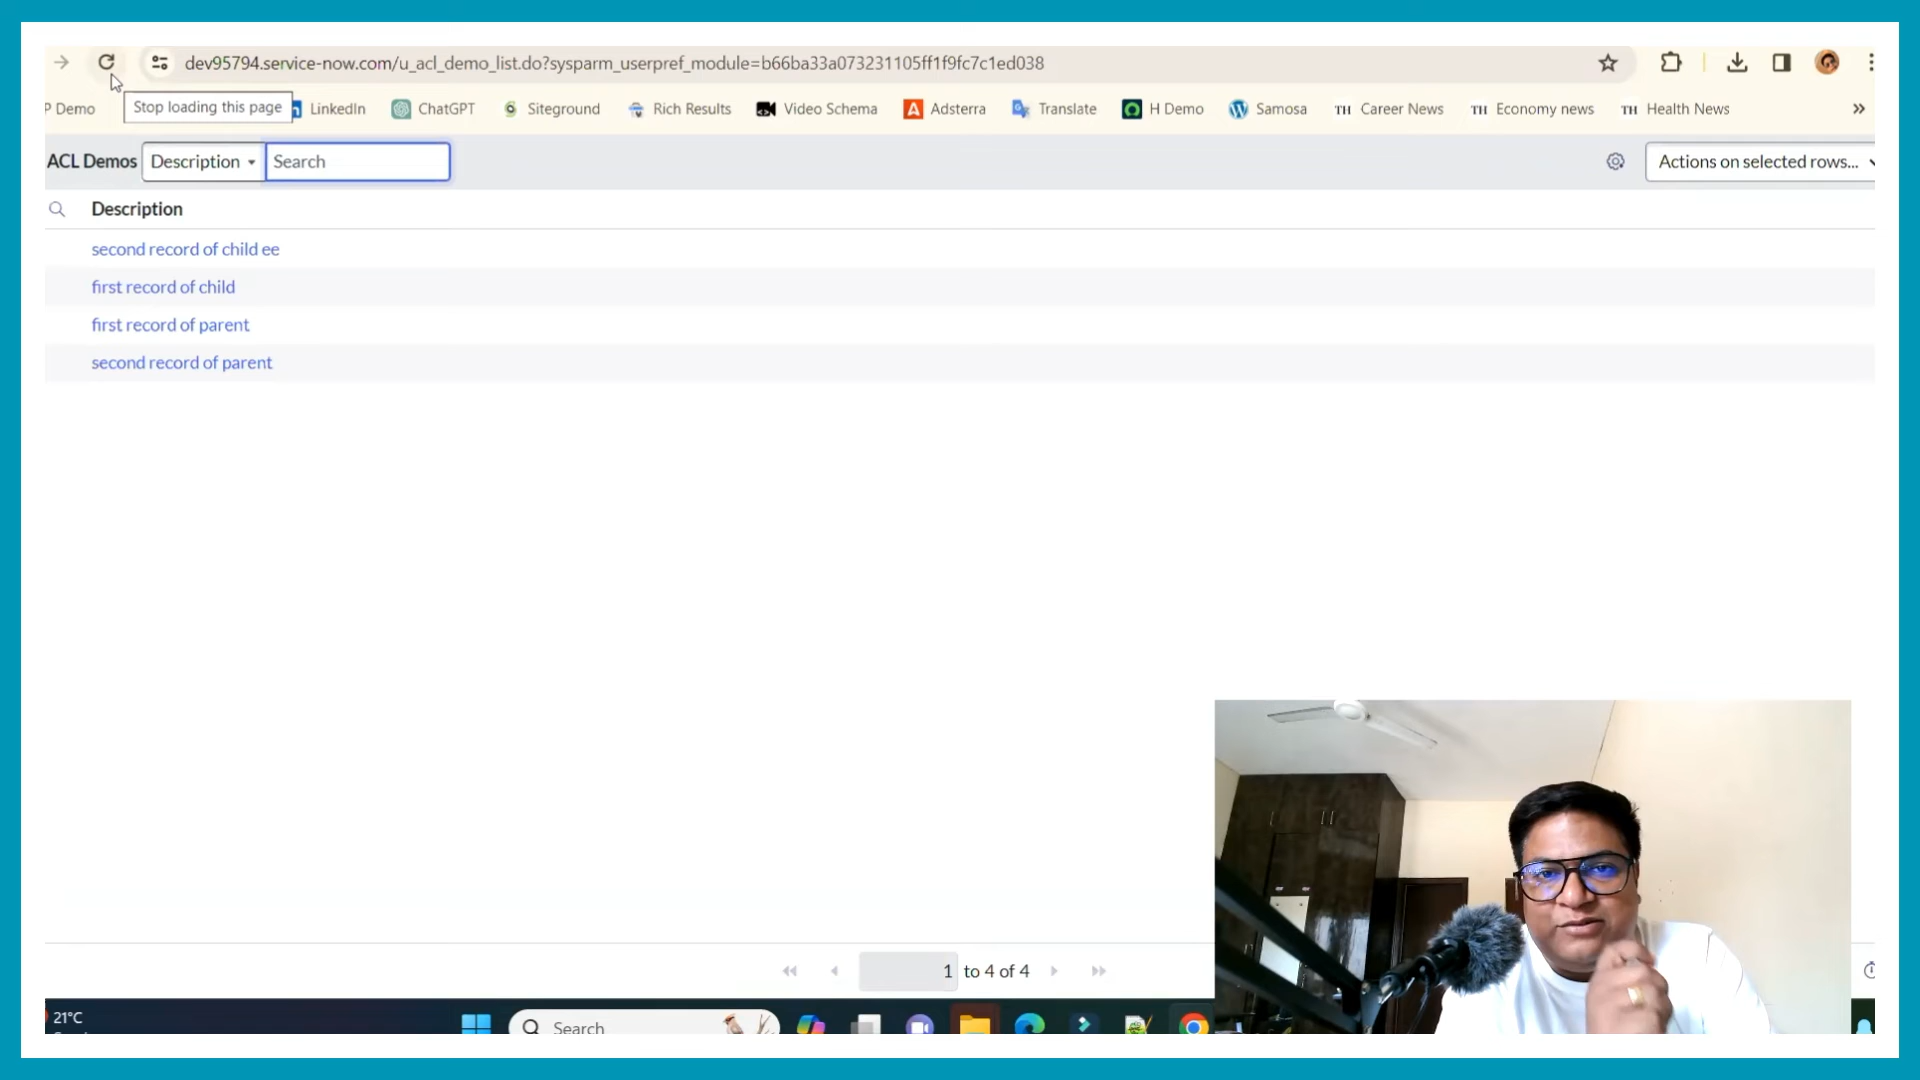 dev95794.service-now.com/u_acl_demo_list.do?sysparm_userpref_module=b66ba33a073231105ff1f9fc7c1ed038
P Demo
Stop loading this page
LinkedIn
ChatGPT
Siteground
Rich Results
Video Schema
Adsterra
Translate
H Demo
Samosa
TH Career News
TH Economy news
TH Health News
ACL Demos
Description
Search
Actions on selected rows...
Description
second record of child ee
first record of child
first record of parent
second record of parent
1 to 4 of 4
21°C
Search